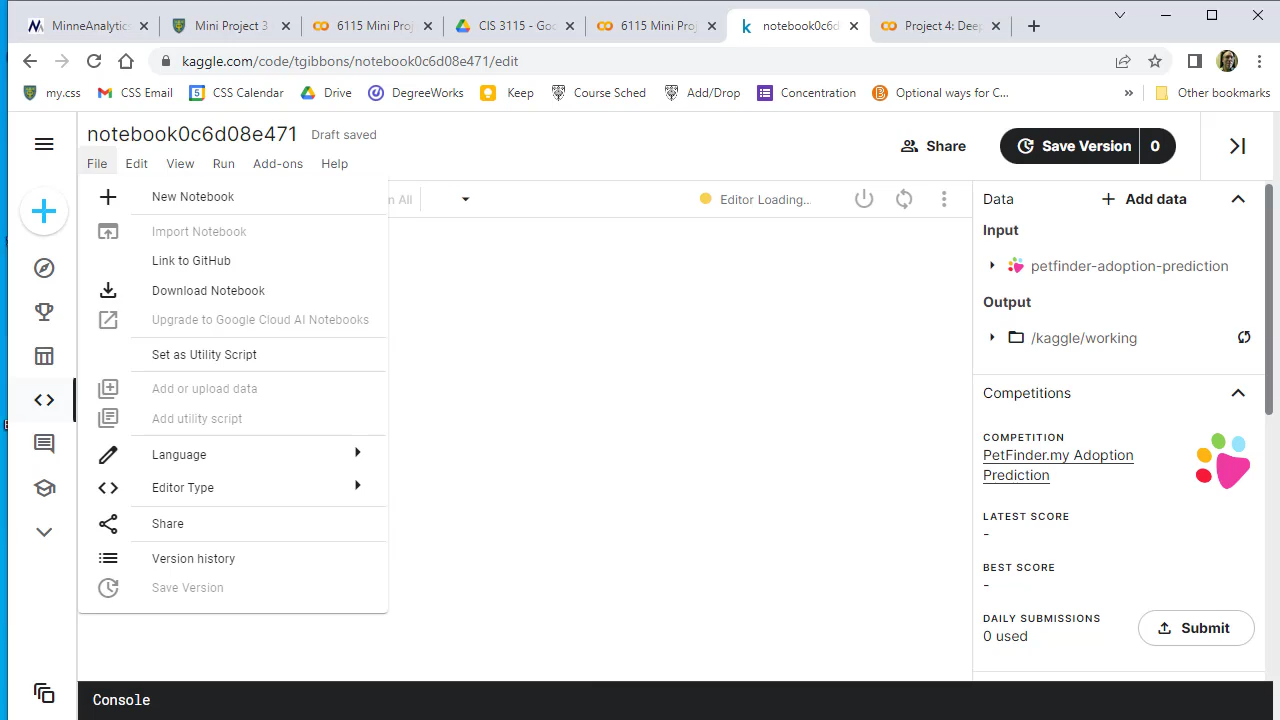 MinneAnalytics
Mini Project 3
6115 Mini Proj
CIS 3115 - Goo
6115 Mini Proj
notebook0c6d
Project 4: Deep
kaggle.com/code/tgibbons/notebook0c6d08e471/edit
my.css
CSS Email
CSS Calendar
Drive
DegreeWorks
Keep
Course Sched
Add/Drop
Concentration
Optional ways for C...
»
Other bookmarks
notebook0c6d08e471
Draft saved
Share
Save Version
0
File
Edit
View
Run
Add-ons
Help
New Notebook
Import Notebook
Link to GitHub
Download Notebook
Upgrade to Google Cloud AI Notebooks
Set as Utility Script
Add or upload data
Add utility script
Language
Editor Type
Share
Version history
Save Version
n All
Editor Loading...
Data
Add data
Input
petfinder-adoption-prediction
Output
/kaggle/working
Competitions
COMPETITION
PetFinder.my Adoption
Prediction
LATEST SCORE
-
BEST SCORE
-
DAILY SUBMISSIONS
0 used
Submit
Console